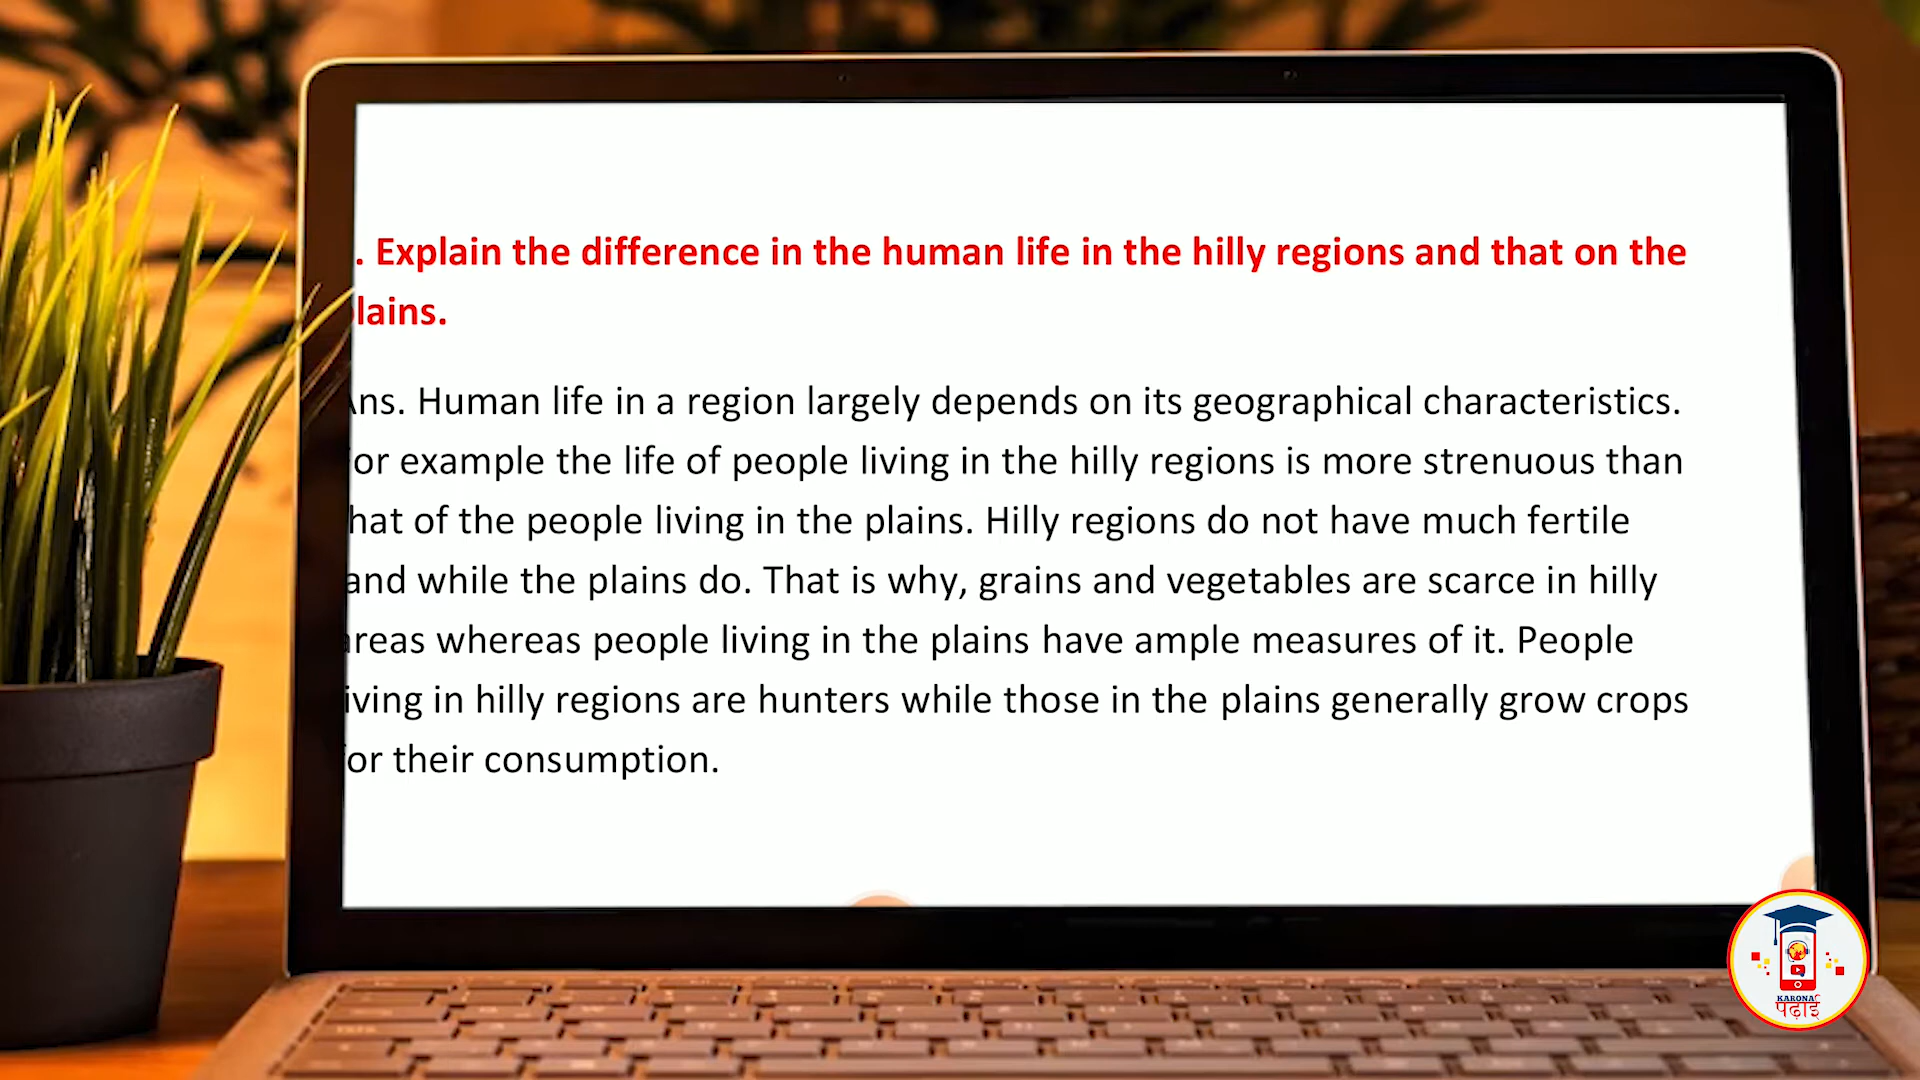 . Explain the difference in the human life in the hilly regions and that on the
lains.
Ans. Human life in a region largely depends on its geographical characteristics.
for example the life of people living in the hilly regions is more strenuous than
that of the people living in the plains. Hilly regions do not have much fertile
and while the plains do. That is why, grains and vegetables are scarce in hilly
areas whereas people living in the plains have ample measures of it. People
iving in hilly regions are hunters while those in the plains generally grow crops
for their consumption.
KARONA
पढ़ाई